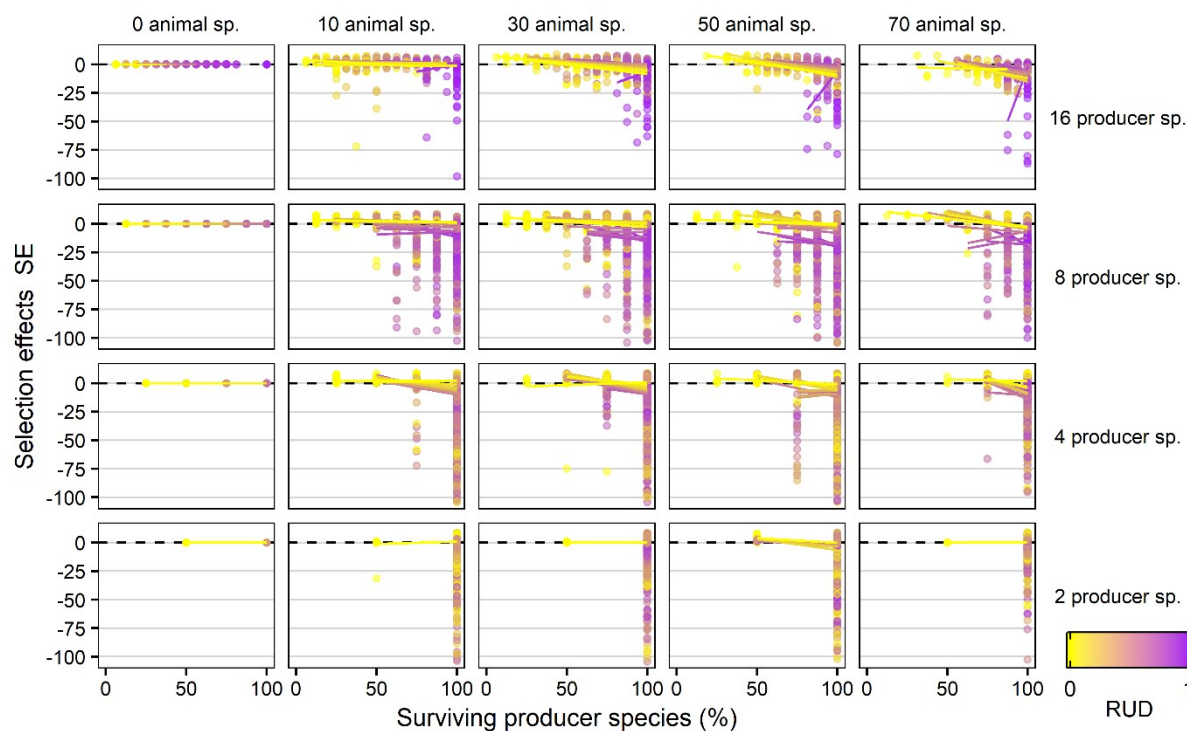 0 animal sp. 10 animal sp. 30 animal sp. 50 animal sp. 70 animal sp.
Selection effects SE
0
-25
-50
-75
-100
16 producer sp.
0
-25
-50
-75
-100
8 producer sp.
0
-25
-50
-75
-100
4 producer sp.
0
-25
-50
-75
-100
2 producer sp.
0 50 100 0 50 100 0 50 100 0 50 100 0 50 100
Surviving producer species (%)
0 1
RUD